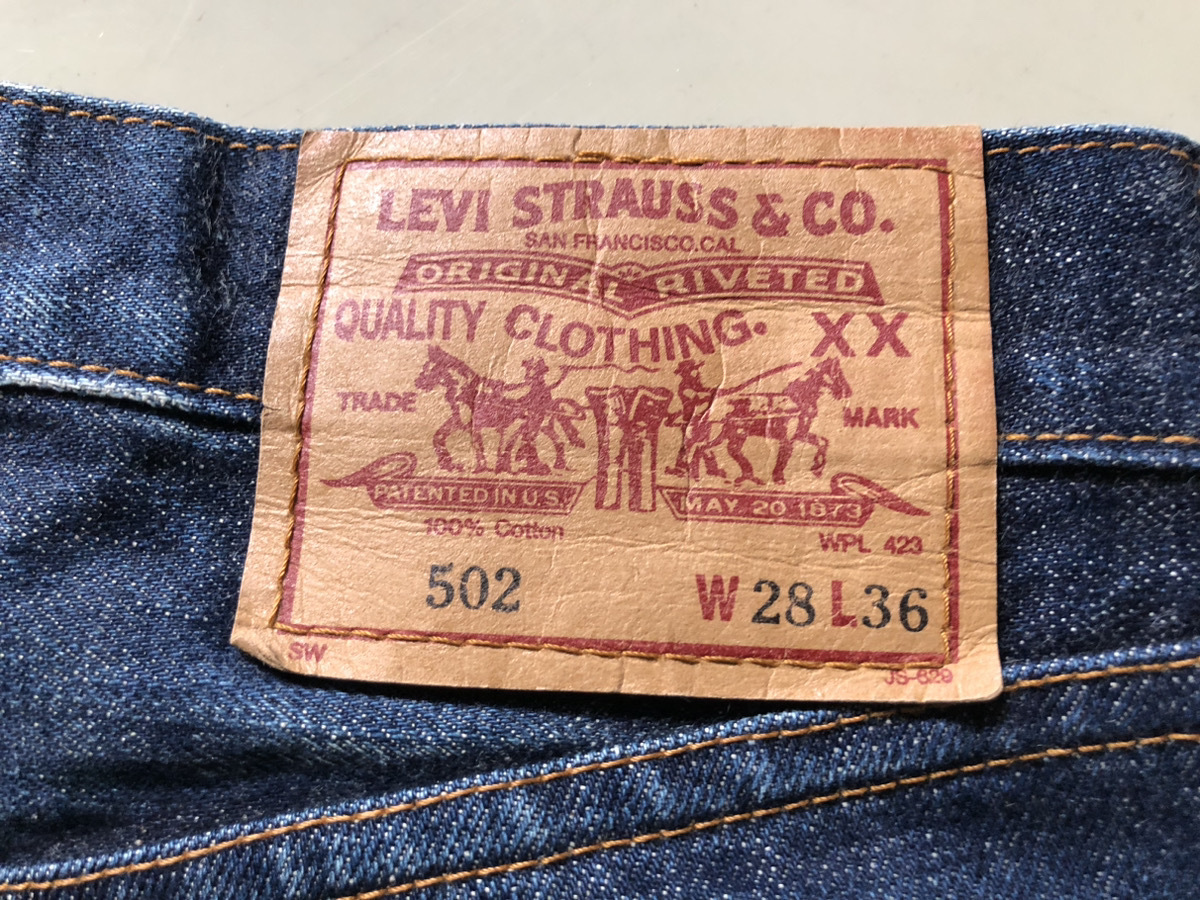 LEVI STRAUSS & CO.
SAN FRANCISCO, CAL
ORIGINAL RIVETED
QUALITY CLOTHING. XX
TRADE MARK
PATENTED IN U.S. MAY 20 1873
100% Cotton WPL 423
502 W 28 L 36
SW JS-629